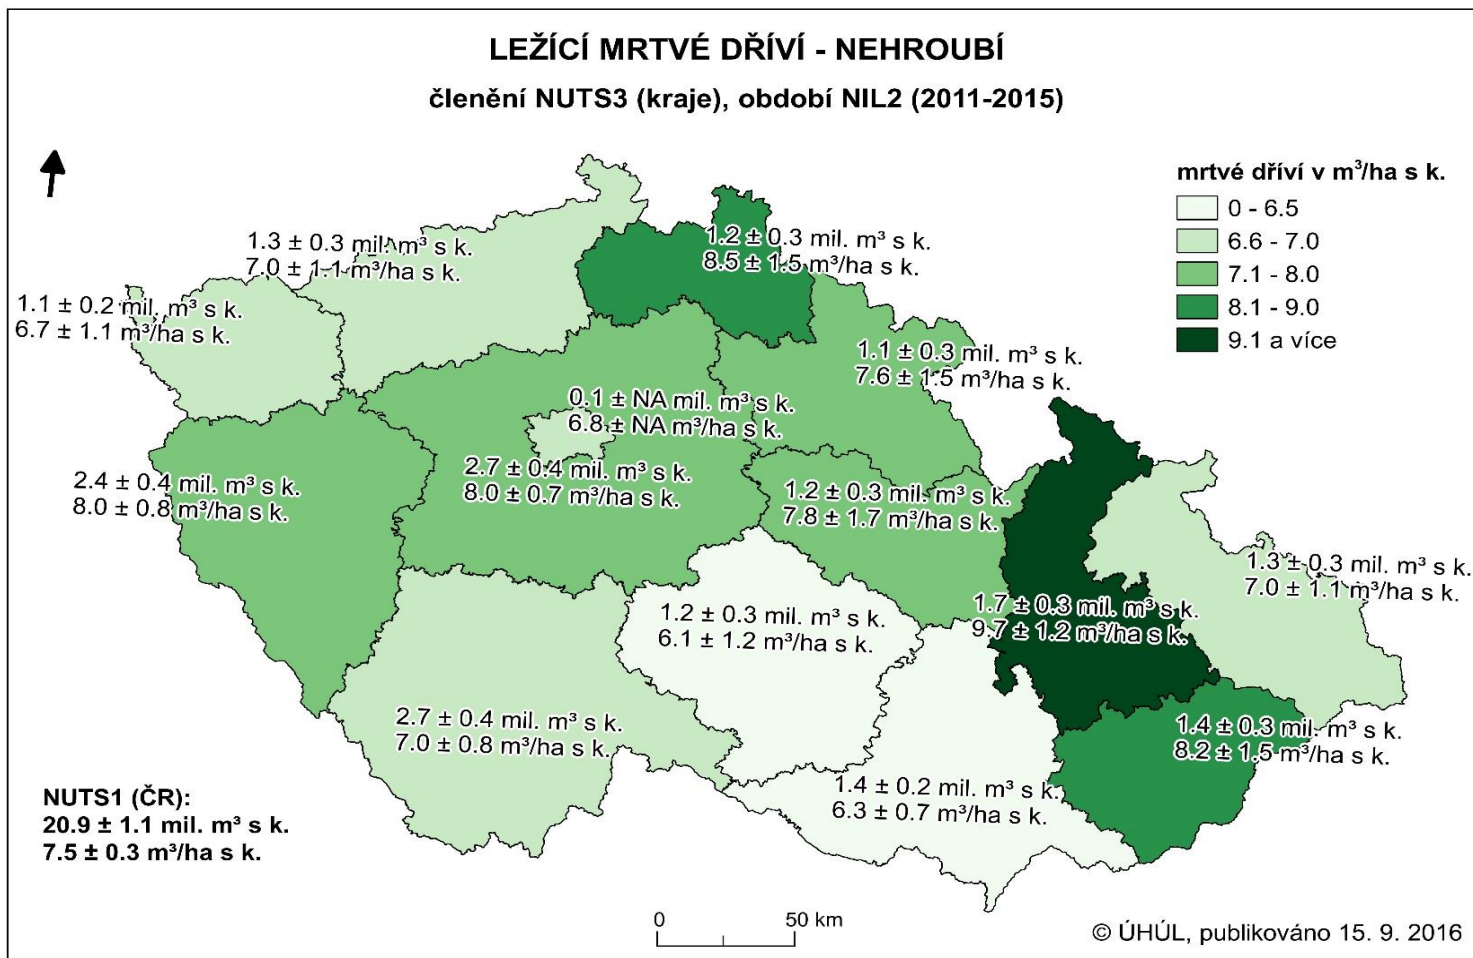 LEŽÍCÍ MRTVÉ DŘÍVÍ - NEHROUBÍ
členění NUTS3 (kraje), období NIL2 (2011-2015)
mrtvé dříví v m³/ha s k.
0 - 6.5
6.6 - 7.0
7.1 - 8.0
8.1 - 9.0
9.1 a více
1.3 ± 0.3 mil. m³ s k.
7.0 ± 1.1 m³/ha s k.
1.2 ± 0.3 mil. m³ s k.
8.5 ± 1.5 m³/ha s k.
1.1 ± 0.2 mil. m³ s k.
6.7 ± 1.1 m³/ha s k.
1.1 ± 0.3 mil. m³ s k.
7.6 ± 1.5 m³/ha s k.
0.1 ± NA mil. m³ s k.
6.8 ± NA m³/ha s k.
2.7 ± 0.4 mil. m³ s k.
8.0 ± 0.7 m³/ha s k.
2.4 ± 0.4 mil. m³ s k.
8.0 ± 0.8 m³/ha s k.
1.2 ± 0.3 mil. m³ s k.
7.8 ± 1.7 m³/ha s k.
1.3 ± 0.3 mil. m³ s k.
7.0 ± 1.1 m³/ha s k.
1.7 ± 0.3 mil. m³ s k.
9.7 ± 1.2 m³/ha s k.
1.2 ± 0.3 mil. m³ s k.
6.1 ± 1.2 m³/ha s k.
2.7 ± 0.4 mil. m³ s k.
7.0 ± 0.8 m³/ha s k.
1.4 ± 0.3 mil. m³ s k.
8.2 ± 1.5 m³/ha s k.
1.4 ± 0.2 mil. m³ s k.
6.3 ± 0.7 m³/ha s k.
NUTS1 (ČR):
20.9 ± 1.1 mil. m³ s k.
7.5 ± 0.3 m³/ha s k.
0 50 km
© ÚHÚL, publikováno 15. 9. 2016